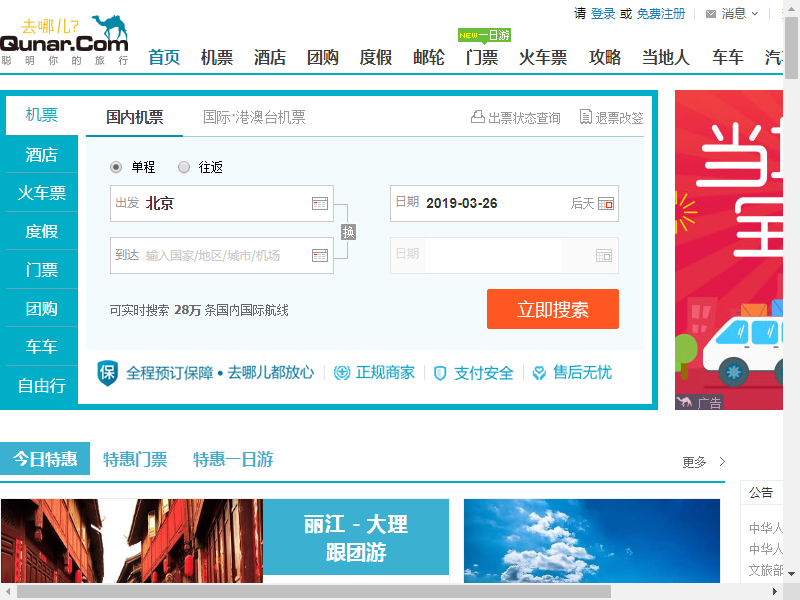 请 登录 或 免费注册 消息
去哪儿?
Qunar.Com
聪明你的旅行
NEW一日游
首页 机票 酒店 团购 度假 邮轮 门票 火车票 攻略 当地人 车车 汽
机票
酒店
火车票
度假
门票
团购
车车
自由行
国内机票 国际·港澳台机票 出票状态查询 退票改签
单程 往返
出发 北京 日期 2019-03-26 后天
换
到达 输入国家/地区/城市/机场 日期
可实时搜索 28万 条国内国际航线 立即搜索
保 全程预订保障·去哪儿都放心 正规商家 支付安全 售后无忧
当
全
广告
今日特惠 特惠门票 特惠一日游 更多
丽江 - 大理
跟团游
公告
中华人
中华人
文旅部